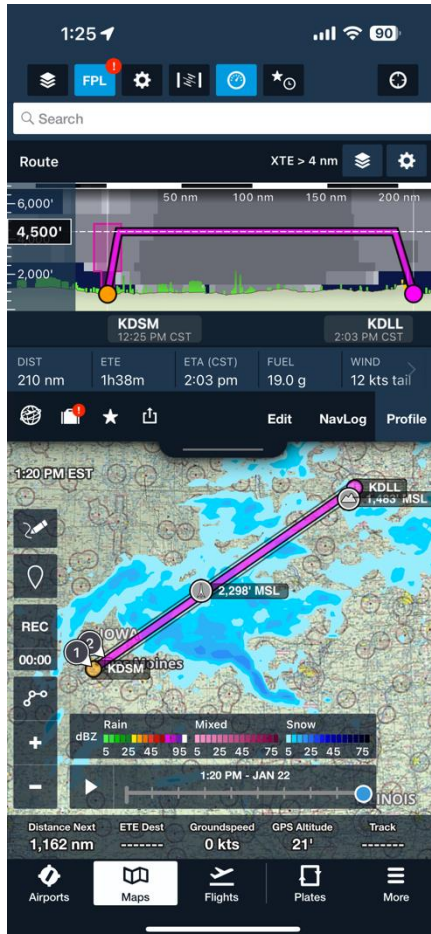 1:25
90
FPL
!
Search
Route
XTE > 4 nm
50 nm
100 nm
150 nm
200 nm
6,000'
4,500'
2,000'
KDSM
12:25 PM CST
KDLL
2:03 PM CST
DIST
ETE
ETA (CST)
FUEL
WIND
210 nm
1h38m
2:03 pm
19.0 g
12 kts tail
!
Edit
NavLog
Profile
1:20 PM EST
KDLL
1,483' MSL
2,298' MSL
REC
00:00
IOWA
1
2
Moines
KDSM
Rain
Mixed
Snow
dBZ
5 25 45 95
5 25 45 75
5 25 45 75
1:20 PM - JAN 22
INOIS
Distance Next
ETE Dest
Groundspeed
GPS Altitude
Track
1,162 nm
-------
0 kts
21'
-------
Airports
Maps
Flights
Plates
More